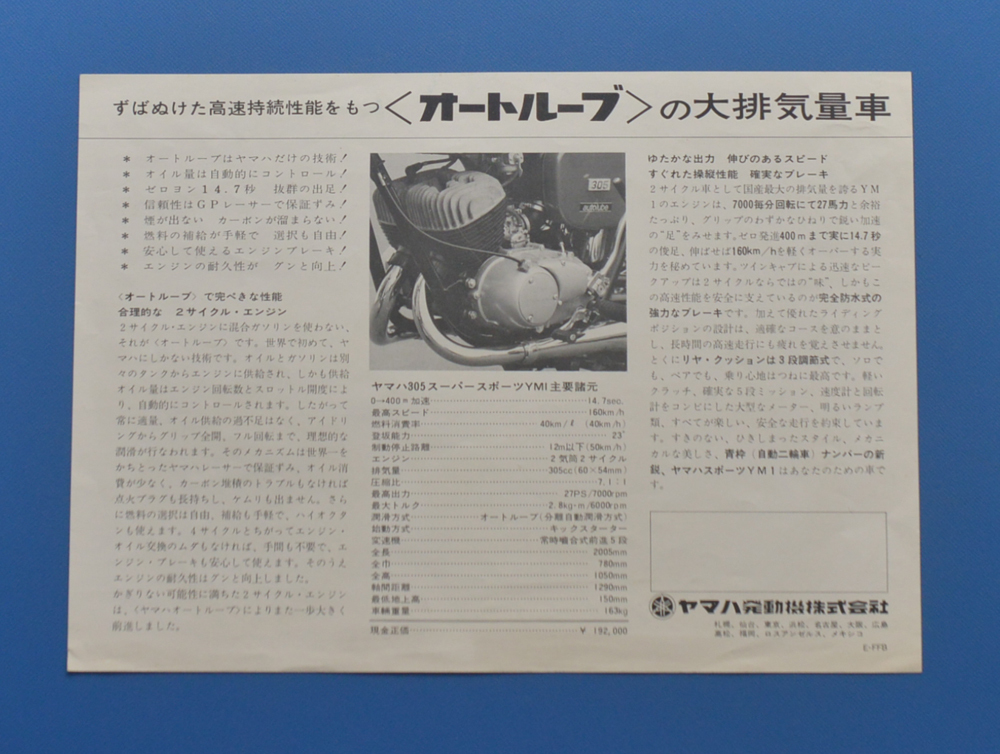 ずばぬけた高速持続性能をもつ〈オートルーブ〉の大排気量車
* オートルーブはヤマハだけの技術!
* オイル量は自動的にコントロール!
* ゼロヨン14.7秒 抜群の出足!
* 信頼性はGPレーサーで保証ずみ!
* 煙が出ない カーボンが溜まらない!
* 燃料の補給が手軽で 選択も自由!
* 安心して使えるエンジンブレーキ!
* エンジンの耐久性が グンと向上!
〈オートルーブ〉で完ぺきな性能
合理的な 2サイクル・エンジン
2サイクル・エンジンに混合ガソリンを使わない、
それが〈オートルーブ〉です。世界で初めて、ヤ
マハにしかない技術です。オイルとガソリンは別
々のタンクからエンジンに供給され、しかも供給
オイル量はエンジン回転数とスロットル開度によ
り、自動的にコントロールされます。したがって
常に適量、オイル供給の過不足はなく、アイドリ
ングからグリップ全開、フル回転まで、理想的な
潤滑が行なわれます。そのメカニズムは世界一を
かちとったヤマハレーサーで保証ずみ、オイル消
費が少なく、カーボン堆積のトラブルもなければ
点火プラグも長持ちし、ケムリも出ません。さら
に燃料の選択は自由、補給も手軽で、ハイオクタ
ンも使えます。4サイクルとちがってエンジン・
オイル交換のムダもなければ、手間も不要で、エ
ンジン・ブレーキも安心して使えます。そのうえ
エンジンの耐久性はグンと向上しました。
かぎりない可能性に満ちた2サイクル・エンジン
は、〈ヤマハオートルーブ〉によりまた一歩大きく
前進しました。
305
autolube
ヤマハ305スーパースポーツYM1主要諸元
0→400m加速 14.7sec.
最高スピード 160km/h
燃料消費率 40km/ℓ (40km/h)
登坂能力 23°
制動停止距離 12m以下(50km/h)
エンジン 2気筒2サイクル
排気量 305cc(60×54mm)
圧縮比 7.1:1
最高出力 27PS/7000rpm
最大トルク 2.8kg-m/6000rpm
潤滑方式 オートルーブ(分離自動潤滑方式)
始動方式 キックスターター
変速機 常時噛合式前進5段
全長 2005mm
全巾 780mm
全高 1050mm
軸間距離 1290mm
最低地上高 150mm
車輛重量 163kg
現金正価 ¥ 192,000
ゆたかな出力 伸びのあるスピード
すぐれた操縦性能 確実なブレーキ
2サイクル車として国産最大の排気量を誇るYM
1のエンジンは、7000毎分回転にて27馬力と余裕
たっぷり、グリップのわずかなひねりで鋭い加速
の“足”をみせます。ゼロ発進400mまで実に14.7秒
の俊足、伸ばせば160km/hを軽くオーバーする実
力を秘めています。ツインキャブによる迅速なピー
クアップは2サイクルならではの“味”、しかもこ
の高速性能を安全に支えているのが完全防水式の
強力なブレーキです。加えて優れたライディング
ポジションの設計は、適確なコースを意のままと
し、長時間の高速走行にも疲れを覚えさせません。
とくにリヤ・クッションは3段調節式で、ソロで
も、ペアでも、乗り心地はつねに最高です。軽い
クラッチ、確実な5段ミッション、速度計と回転
計をコンビにした大型なメーター、明るいランプ
類、すべてが楽しい、安全な走行を約束していま
す。すきのない、ひきしまったスタイル、メカニ
カルな美しさ、青枠(自動二輪車)ナンバーの新
鋭、ヤマハスポーツYM1はあなたのための車で
す。
ヤマハ発動機株式会社
札幌、仙台、東京、浜松、名古屋、大阪、広島
高松、福岡、ロスアンゼルス、メキシコ
E-FFB